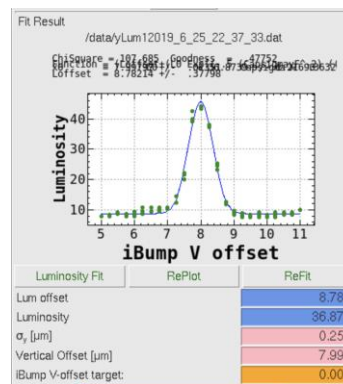 Fit Result
/data/yLum12019_6_25_22_37_33.dat
ChiSquare = 107.685 Goodness = .47752
Loffset = 8.78214 +/- .37798
Luminosity
40
30
20
10
5 6 7 8 9 10 11
iBump V offset
Luminosity Fit RePlot ReFit
Lum offset 8.78
Luminosity 36.87
σy [μm] 0.25
Vertical Offset [μm] 7.99
iBump V-offset target: 0.00